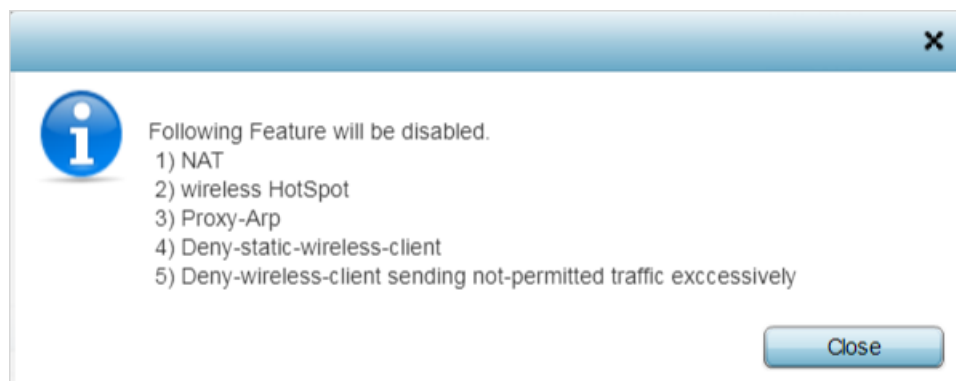 Following Feature will be disabled.
1) NAT
2) wireless HotSpot
3) Proxy-Arp
4) Deny-static-wireless-client
5) Deny-wireless-client sending not-permitted traffic exccessively
Close